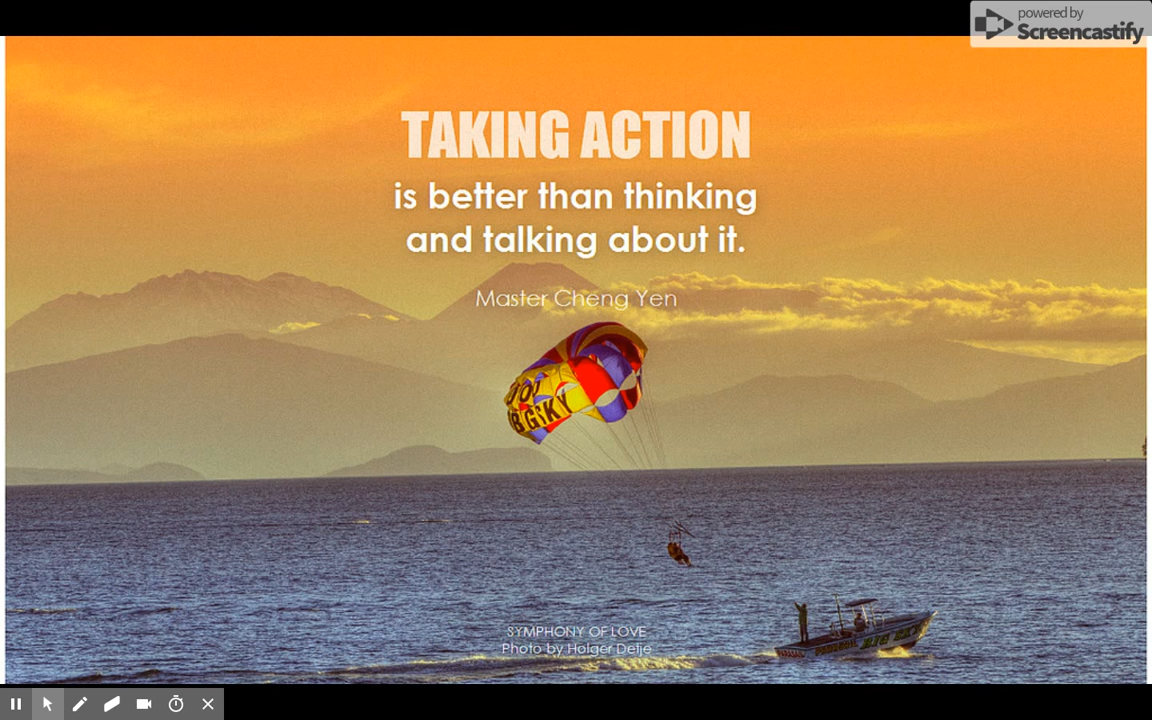 powered by
Screencastify
TAKING ACTION
is better than thinking
and talking about it.
Master Cheng Yen
SKY
SYMPHONY OF LOVE
Photo by Holger Detje